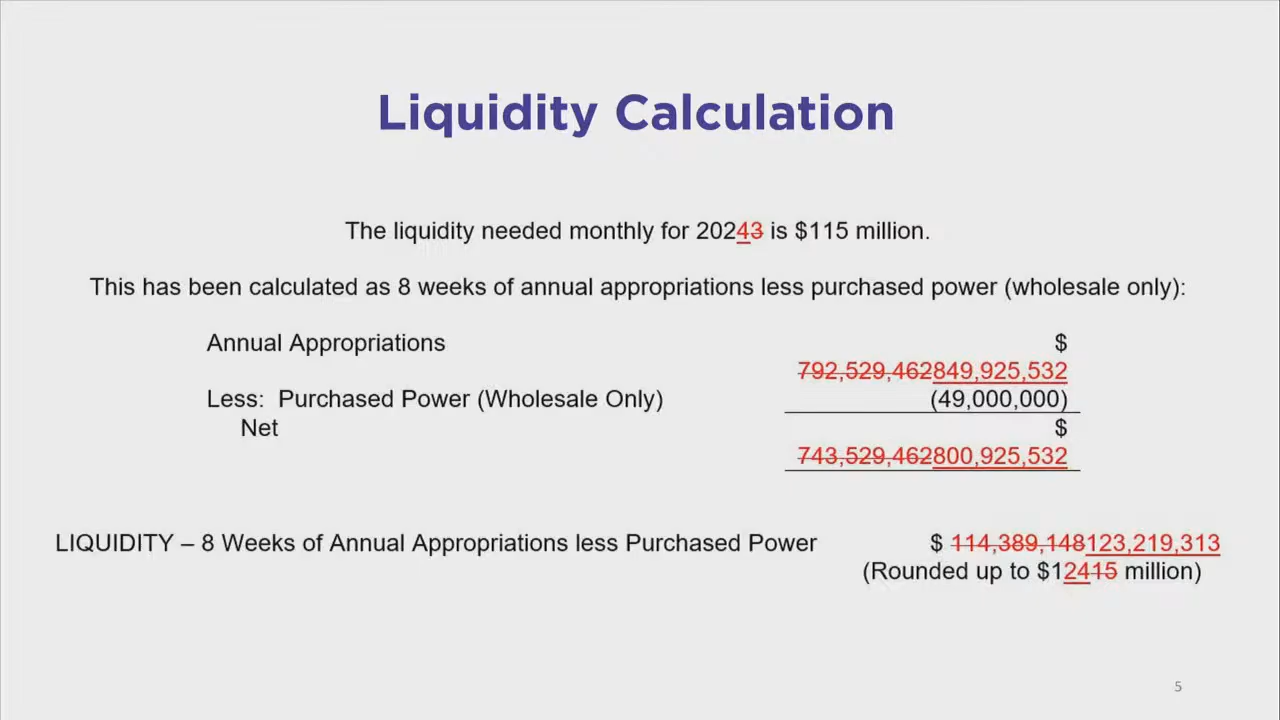 Liquidity Calculation
The liquidity needed monthly for 20243 is $115 million.
This has been calculated as 8 weeks of annual appropriations less purchased power (wholesale only):
Annual Appropriations $
792,529,462849,925,532
Less: Purchased Power (Wholesale Only) (49,000,000)
Net $
743,529,462800,925,532
LIQUIDITY – 8 Weeks of Annual Appropriations less Purchased Power $ 114,389,148123,219,313
(Rounded up to $12415 million)
5